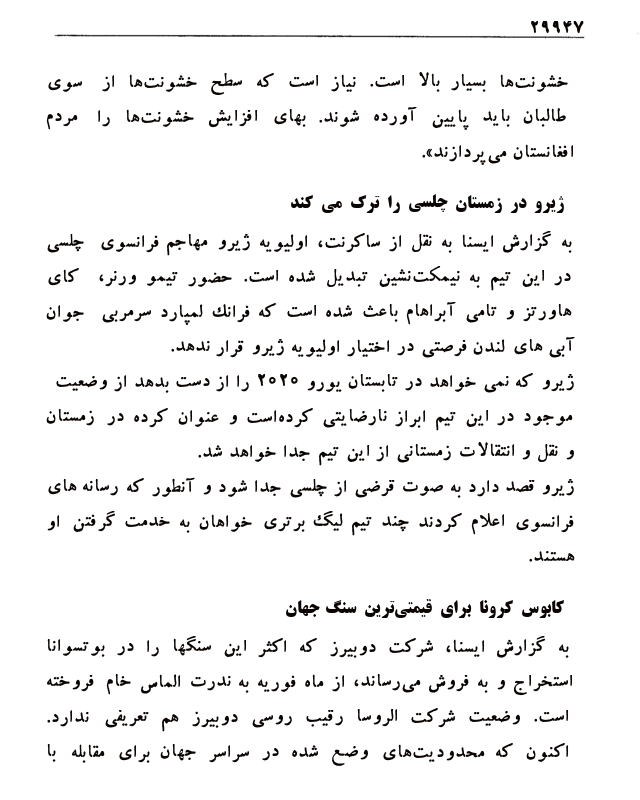 ۲۹۹۴۷
خشونت‌ها بسیار بالا است. نیاز است که سطح خشونت‌ها از سوی
طالبان باید پایین آورده شوند. بهای افزایش خشونت‌ها را مردم
افغانستان می‌پردازند».
ژیرو در زمستان چلسی را ترک می کند
به گزارش ایسنا به نقل از ساکرنت، اولیویه ژیرو مهاجم فرانسوی چلسی
در این تیم به نیمکت‌نشین تبدیل شده است. حضور تیمو ورنر، کای
هاورتز و تامی آبراهام باعث شده است که فرانك لمپارد سرمربی جوان
آبی های لندن فرصتی در اختیار اولیویه ژیرو قرار ندهد.
ژیرو که نمی خواهد در تابستان یورو ۲۰۲۰ را از دست بدهد از وضعیت
موجود در این تیم ابراز نارضایتی کرده‌است و عنوان کرده در زمستان
و نقل و انتقالات زمستانی از این تیم جدا خواهد شد.
ژیرو قصد دارد به صوت قرضی از چلسی جدا شود و آنطور که رسانه های
فرانسوی اعلام کردند چند تیم لیگ برتری خواهان به خدمت گرفتن او
هستند.
کابوس کرونا برای قیمتی‌ترین سنگ جهان
به گزارش ایسنا، شرکت دوبیرز که اکثر این سنگها را در بوتسوانا
استخراج و به فروش می‌رساند، از ماه فوریه به ندرت الماس خام فروخته
است. وضعیت شرکت الروسا رقیب روسی دوبیرز هم تعریفی ندارد.
اکنون که محدودیت‌های وضع شده در سراسر جهان برای مقابله با